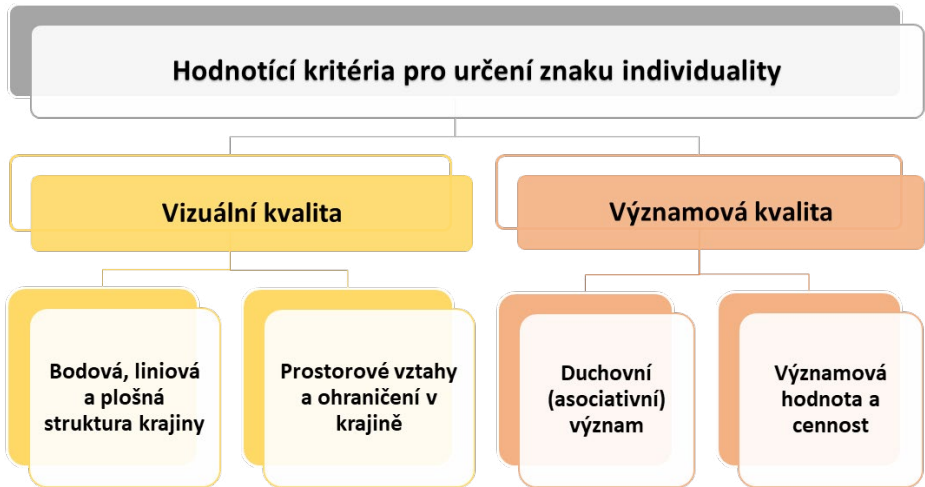 Hodnotící kritéria pro určení znaku individuality
Vizuální kvalita
Významová kvalita
Bodová, liniová
a plošná
struktura krajiny
Prostorové vztahy
a ohraničení v
krajině
Duchovní
(asociativní)
význam
Významová
hodnota a
cennost